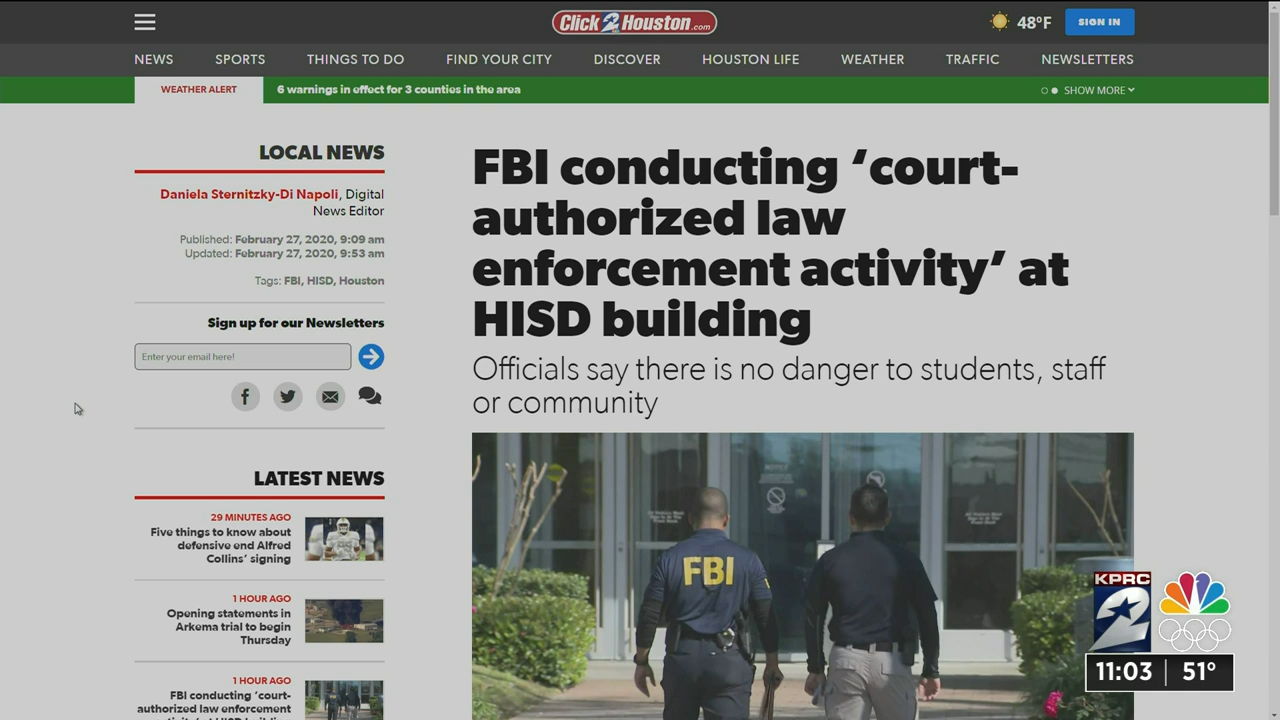 Click 2 Houston.com
48°F
SIGN IN
NEWS
SPORTS
THINGS TO DO
FIND YOUR CITY
DISCOVER
HOUSTON LIFE
WEATHER
TRAFFIC
NEWSLETTERS
WEATHER ALERT
6 warnings in effect for 3 counties in the area
SHOW MORE
LOCAL NEWS
Daniela Sternitzky-Di Napoli, Digital
News Editor
Published: February 27, 2020, 9:09 am
Updated: February 27, 2020, 9:53 am
Tags: FBI, HISD, Houston
Sign up for our Newsletters
Enter your email here!
LATEST NEWS
29 MINUTES AGO
Five things to know about
defensive end Alfred
Collins' signing
1 HOUR AGO
Opening statements in
Arkema trial to begin
Thursday
1 HOUR AGO
FBI conducting 'court-
authorized law enforcement
FBI conducting ‘court-
authorized law
enforcement activity’ at
HISD building
Officials say there is no danger to students, staff
or community
FBI
KPRC
2
11:03 | 51°